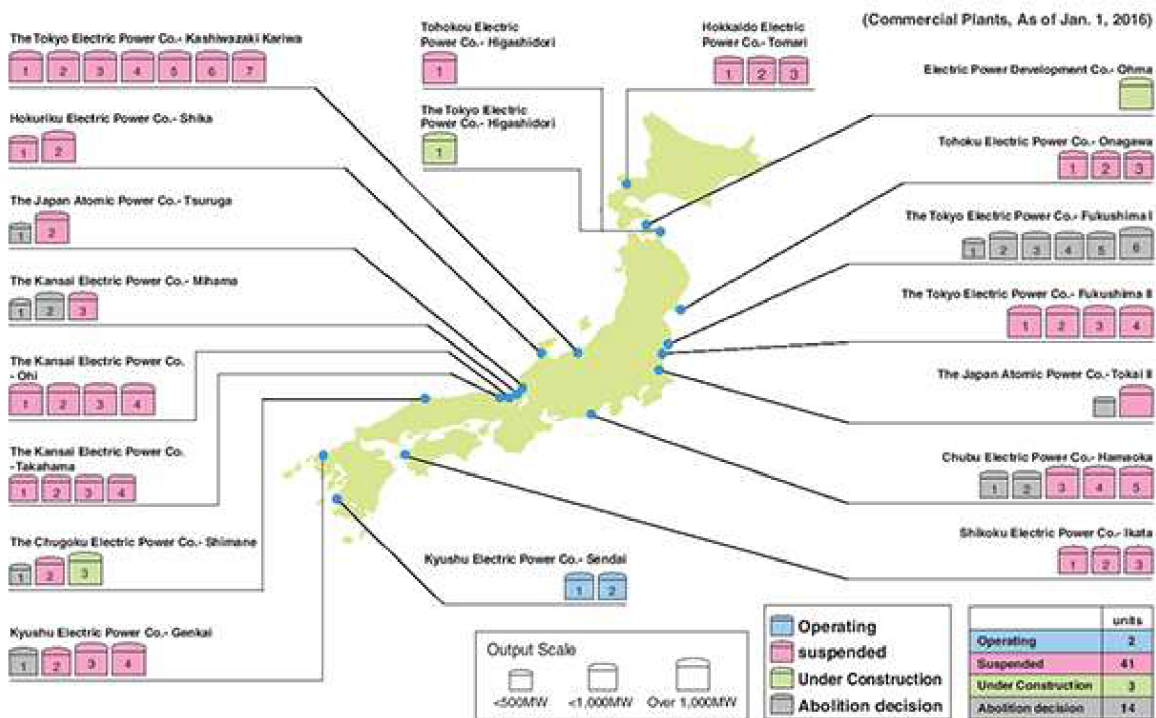 (Commercial Plants, As of Jan. 1, 2016)
The Tokyo Electric Power Co.- Kashiwazaki Kariwa
1 2 3 4 5 6 7
Hokuriku Electric Power Co.- Shika
1 2
The Japan Atomic Power Co.- Tsuruga
1 2
The Kansai Electric Power Co.- Mihama
1 2 3
The Kansai Electric Power Co.
- Ohi
1 2 3 4
The Kansai Electric Power Co.
-Takahama
1 2 3 4
The Chugoku Electric Power Co.- Shimane
1 2 3
Kyushu Electric Power Co.- Genkai
1 2 3 4
Tohokou Electric
Power Co.- Higashidori
1
The Tokyo Electric
Power Co.- Higashidori
1
Hokkaido Electric
Power Co.- Tomari
1 2 3
Electric Power Development Co.- Ohma
Tohoku Electric Power Co.- Onagawa
1 2 3
The Tokyo Electric Power Co.- Fukushima I
1 2 3 4 5 6
The Tokyo Electric Power Co.- Fukushima II
1 2 3 4
The Japan Atomic Power Co.- Tokai II
Chubu Electric Power Co.- Hamaoka
1 2 3 4 5
Shikoku Electric Power Co.- Ikata
1 2 3
Kyushu Electric Power Co.- Sendai
1 2
Output Scale
<500MW <1,000MW Over 1,000MW
Operating
suspended
Under Construction
Abolition decision
units
Operating 2
Suspended 41
Under Construction 3
Abolition decision 14